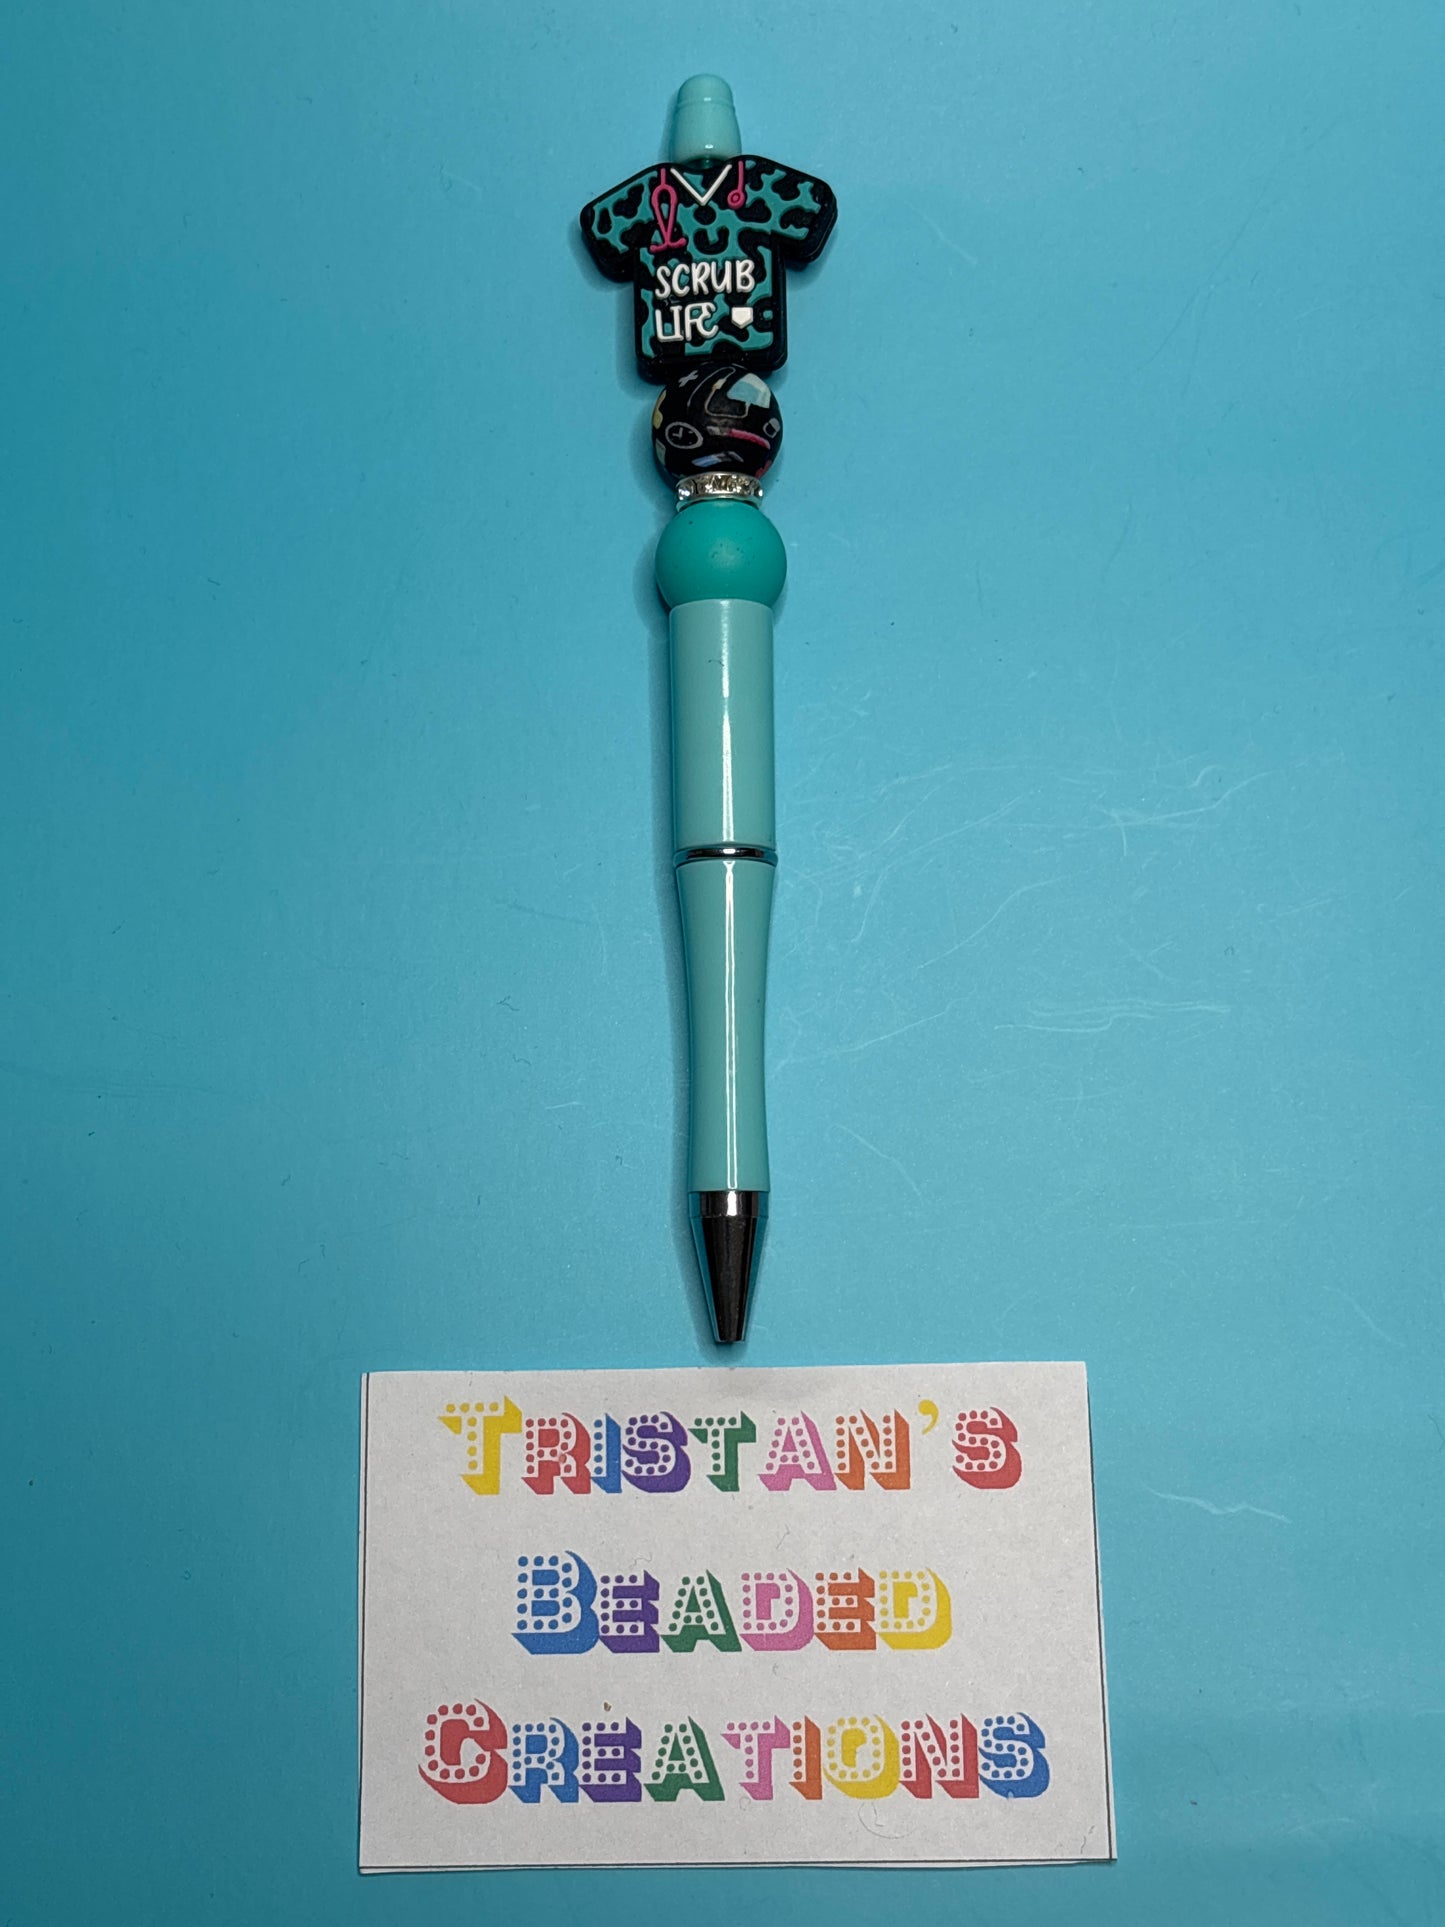 SCRUB
LIFE
TRISTAN'S
BEADED
CREATIONS